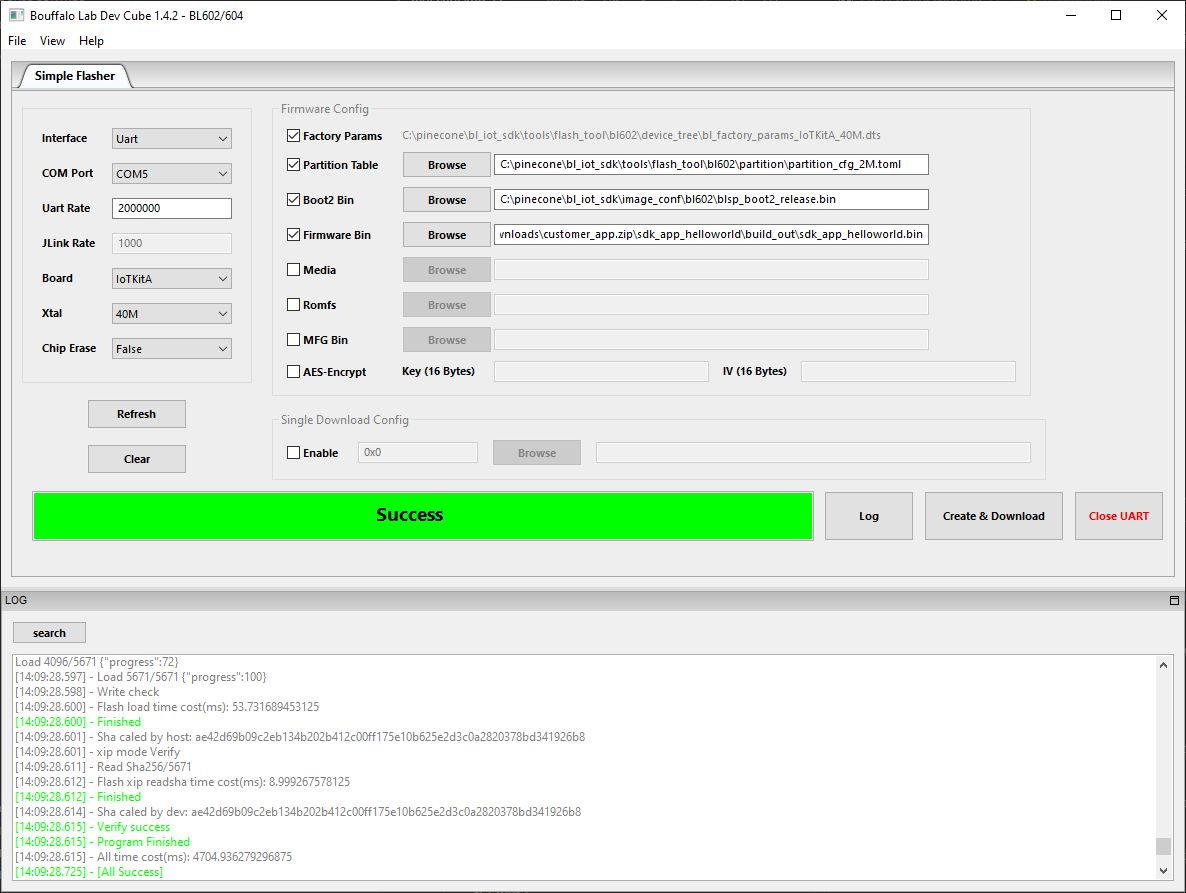 Bouffalo Lab Dev Cube 1.4.2 - BL602/604
File View Help
Simple Flasher
Interface Uart
COM Port COM5
Uart Rate 2000000
JLink Rate 1000
Board IoTKitA
Xtal 40M
Chip Erase False
Refresh
Clear
Firmware Config
Factory Params C:\pinecone\bl_iot_sdk\tools\flash_tool\bl602\device_tree\bl_factory_params_IoTKitA_40M.dts
Partition Table Browse C:\pinecone\bl_iot_sdk\tools\flash_tool\bl602\partition\partition_cfg_2M.toml
Boot2 Bin Browse C:\pinecone\bl_iot_sdk\image_conf\bl602\blsp_boot2_release.bin
Firmware Bin Browse wnloads\customer_app.zip\sdk_app_helloworld\build_out\sdk_app_helloworld.bin
Media Browse
Romfs Browse
MFG Bin Browse
AES-Encrypt Key (16 Bytes) IV (16 Bytes)
Single Download Config
Enable 0x0 Browse
Success Log Create & Download Close UART
LOG
search
Load 4096/5671 {"progress":72}
[14:09:28.597] - Load 5671/5671 {"progress":100}
[14:09:28.598] - Write check
[14:09:28.600] - Flash load time cost(ms): 53.731689453125
[14:09:28.600] - Finished
[14:09:28.601] - Sha caled by host: ae42d69b09c2eb134b202b412c00ff175e10b625e2d3c0a2820378bd341926b8
[14:09:28.601] - xip mode Verify
[14:09:28.611] - Read Sha256/5671
[14:09:28.612] - Flash xip readsha time cost(ms): 8.999267578125
[14:09:28.612] - Finished
[14:09:28.614] - Sha caled by dev: ae42d69b09c2eb134b202b412c00ff175e10b625e2d3c0a2820378bd341926b8
[14:09:28.615] - Verify success
[14:09:28.615] - Program Finished
[14:09:28.615] - All time cost(ms): 4704.936279296875
[14:09:28.725] - [All Success]